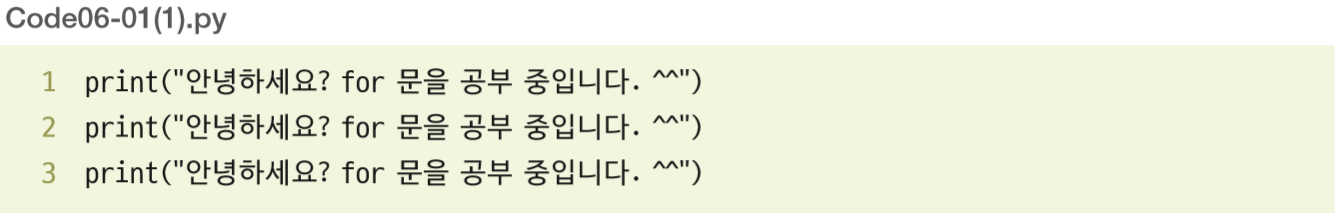 Code06-01(1).py
1 print("안녕하세요? for 문을 공부 중입니다. ^^")
2 print("안녕하세요? for 문을 공부 중입니다. ^^")
3 print("안녕하세요? for 문을 공부 중입니다. ^^")